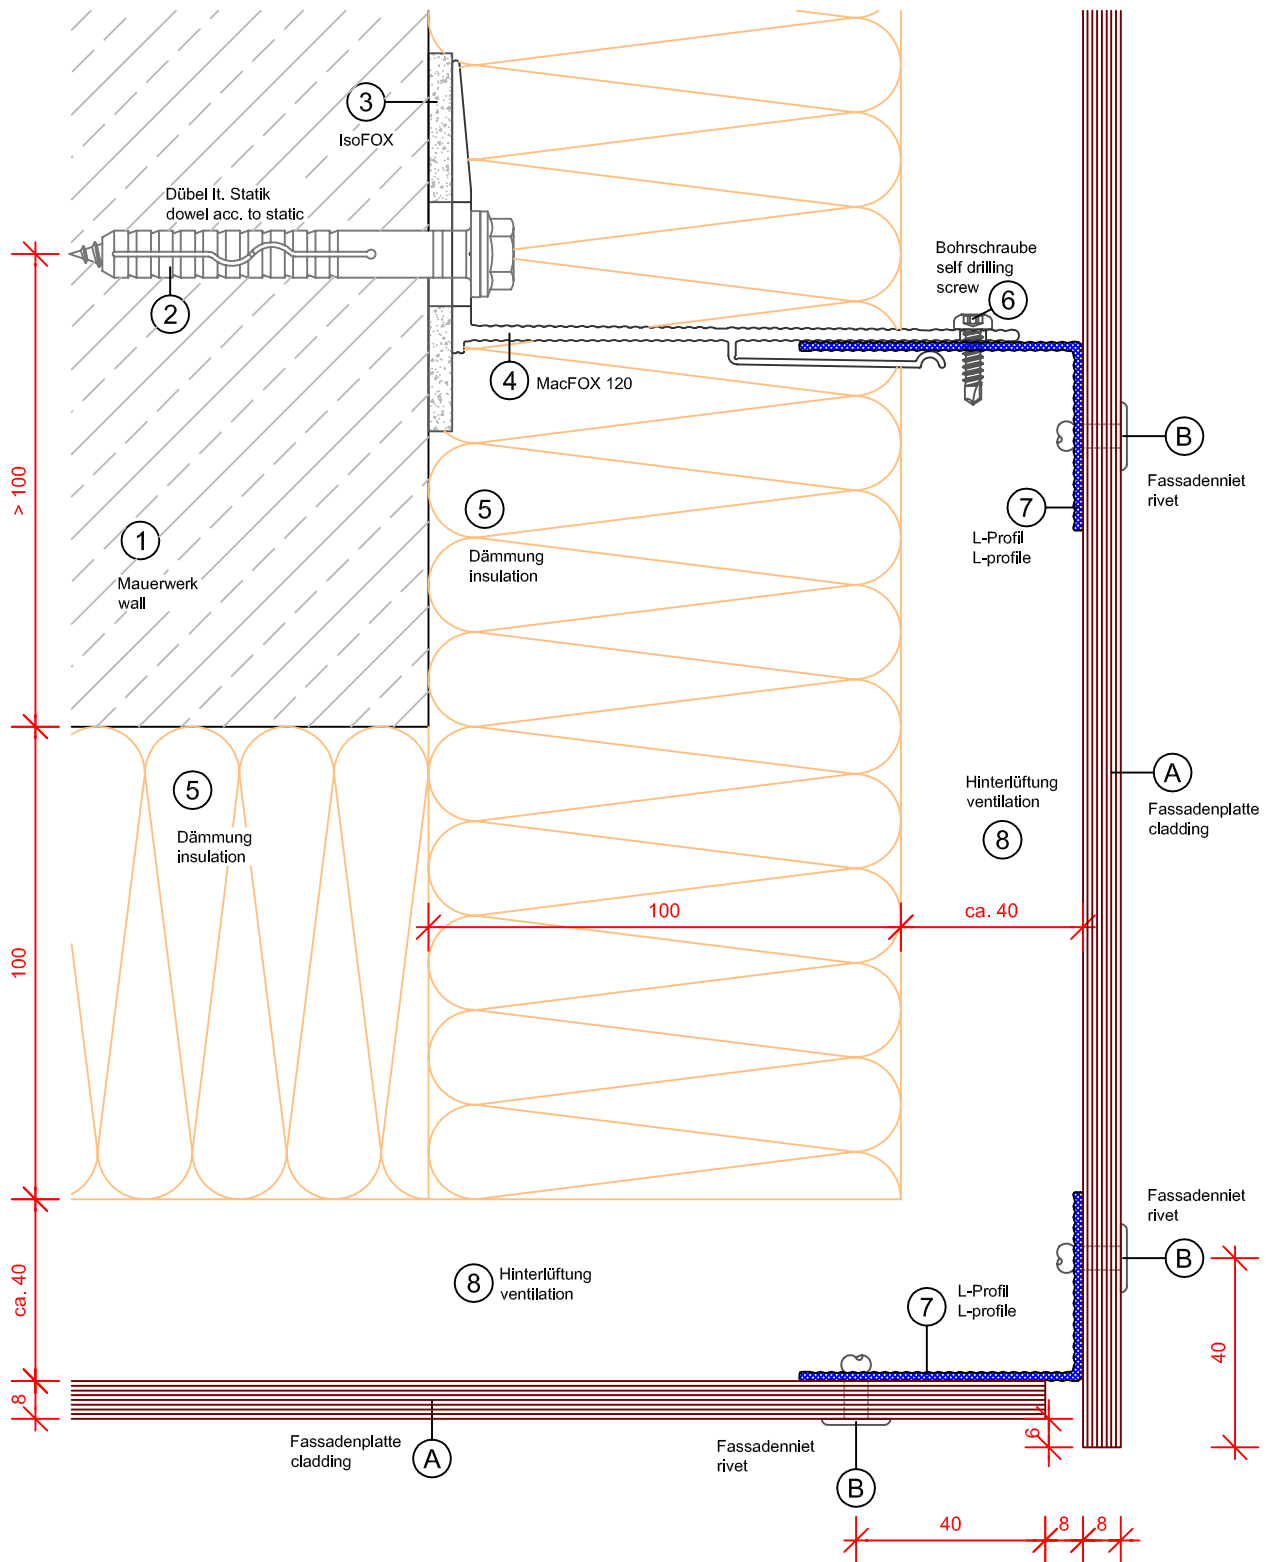 3
IsoFOX
Dübel lt. Statik
dowel acc. to static
2
Bohrschraube
self drilling
screw
6
4
MacFOX 120
B
Fassadenniet
rivet
> 100
5
Dämmung
insulation
7
L-Profil
L-profile
1
Mauerwerk
wall
5
Dämmung
insulation
Hinterlüftung
ventilation
8
A
Fassadenplatte
cladding
100
ca. 40
100
Fassadenniet
rivet
B
8
Hinterlüftung
ventilation
7
L-Profil
L-profile
ca. 40
40
8
6
Fassadenplatte
cladding
A
Fassadenniet
rivet
B
40
8
8